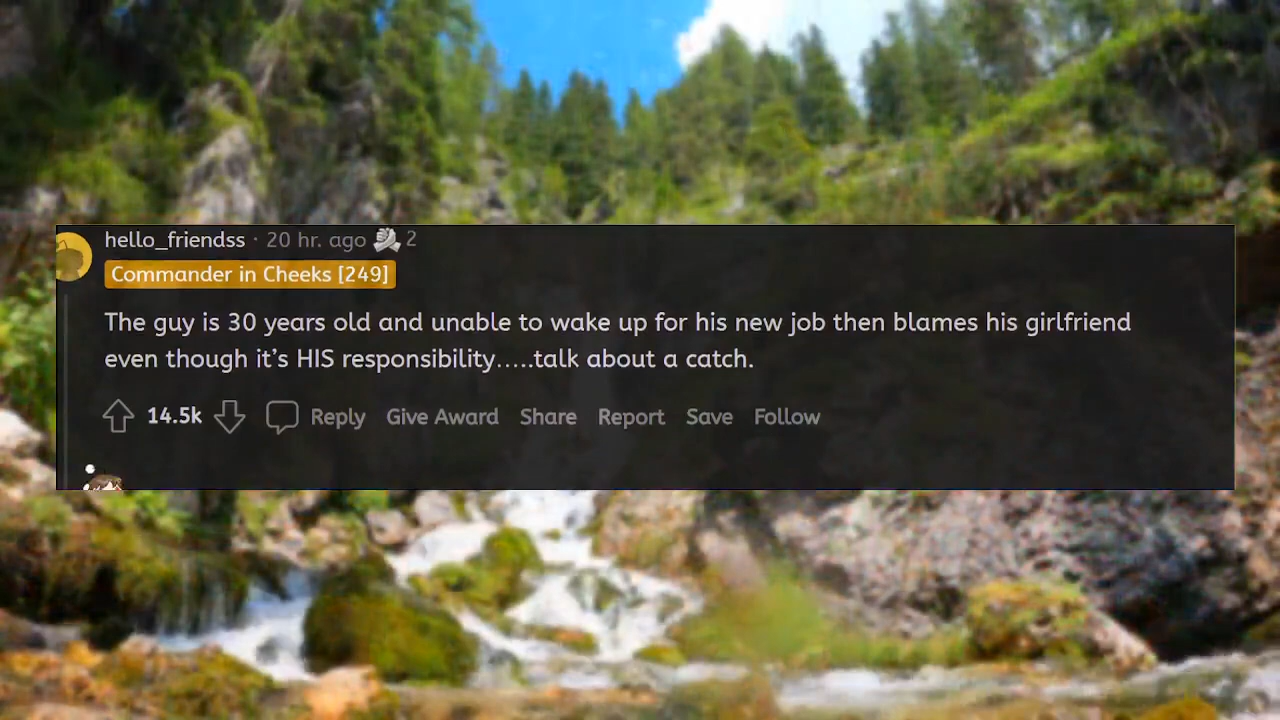 hello_friendss · 20 hr. ago 2
Commander in Cheeks [249]
The guy is 30 years old and unable to wake up for his new job then blames his girlfriend
even though it’s HIS responsibility.....talk about a catch.
14.5k Reply Give Award Share Report Save Follow